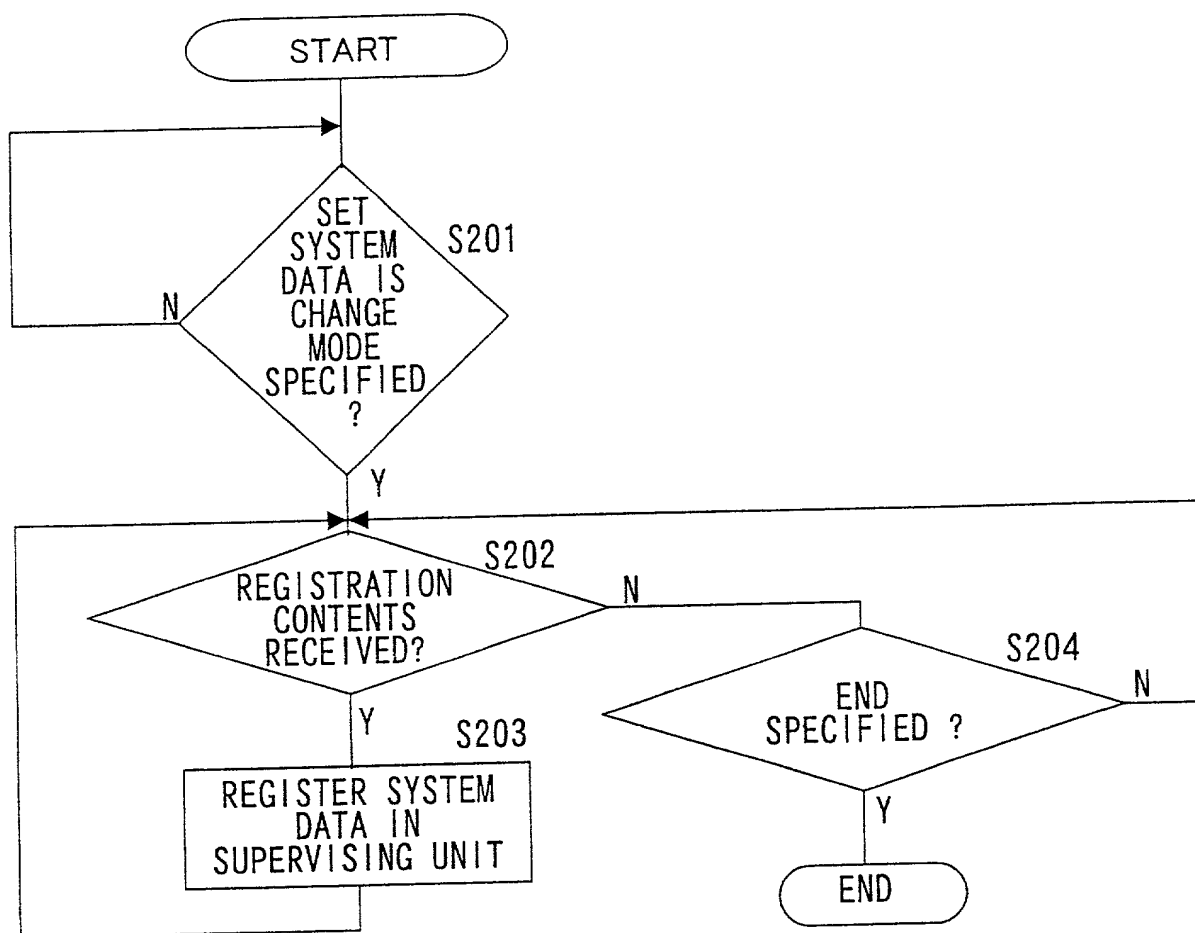 START
SET
SYSTEM
DATA IS
CHANGE
MODE
SPECIFIED
?
S201
N
Y
S202
REGISTRATION
CONTENTS
RECEIVED?
N
Y
S203
REGISTER SYSTEM
DATA IN
SUPERVISING UNIT
S204
END
SPECIFIED ?
N
Y
END